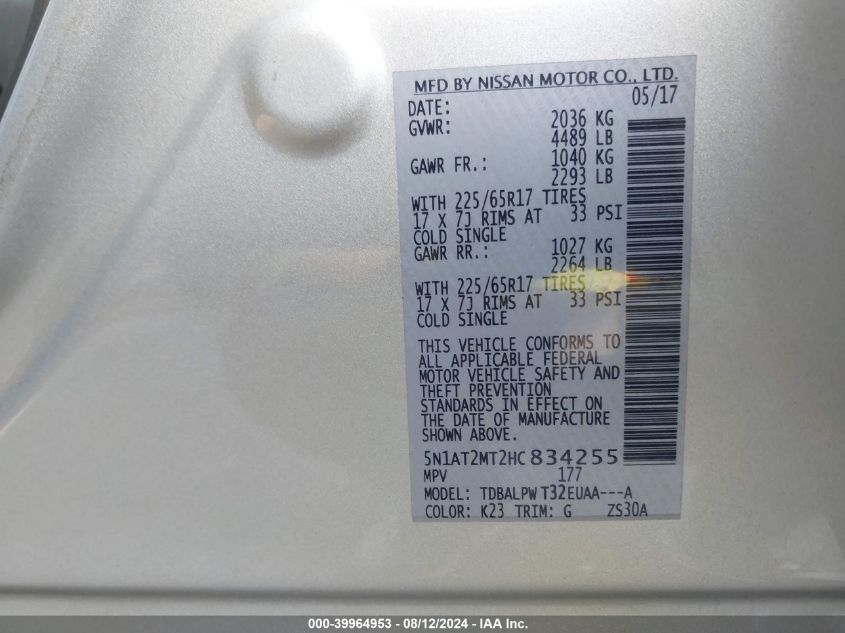 MFD BY NISSAN MOTOR CO., LTD.
DATE: 05/17
GVWR: 2036 KG
4489 LB
GAWR FR.: 1040 KG
2293 LB
WITH 225/65R17 TIRES
17 X 7J RIMS AT 33 PSI
COLD SINGLE
GAWR RR.: 1027 KG
2264 LB
WITH 225/65R17 TIRES
17 X 7J RIMS AT 33 PSI
COLD SINGLE
THIS VEHICLE CONFORMS TO
ALL APPLICABLE FEDERAL
MOTOR VEHICLE SAFETY AND
THEFT PREVENTION
STANDARDS IN EFFECT ON
THE DATE OF MANUFACTURE
SHOWN ABOVE.
5N1AT2MT2HC834255
MPV 177
MODEL: TDBALPW T32EUAA---A
COLOR: K23 TRIM: G ZS30A
000-39964953 - 08/12/2024 - IAA Inc.